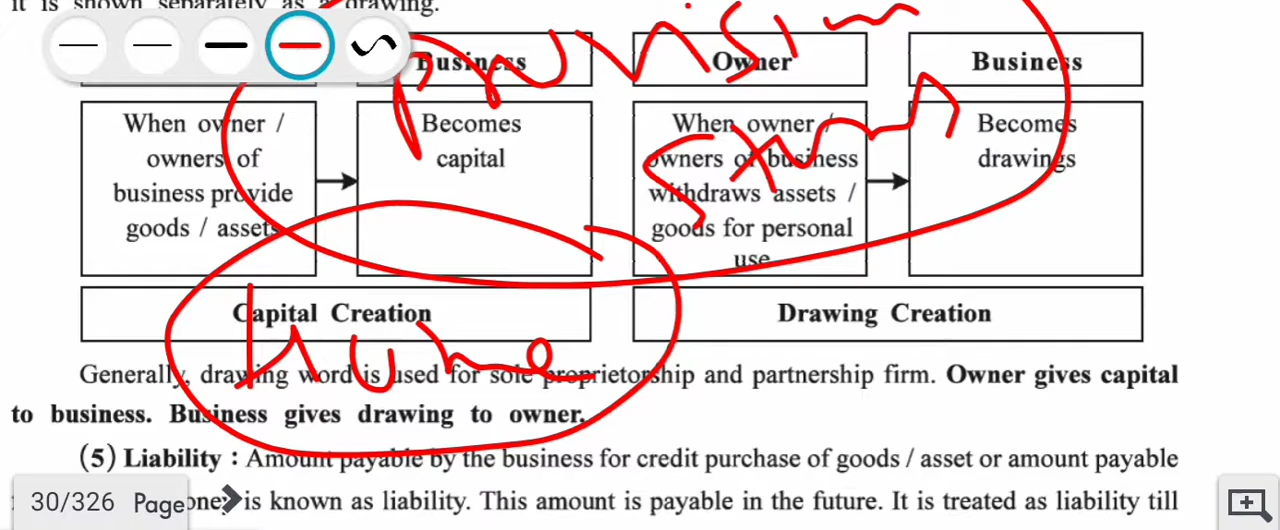 it is shown separately as a drawing.
Business
Owner
Business
When owner /
owners of
business provide
goods / assets
Becomes
capital
When owner /
owners of business
withdraws assets /
goods for personal
use
Becomes
drawings
Capital Creation
Drawing Creation
Generally, drawing word is used for sole proprietorship and partnership firm. Owner gives capital
to business. Business gives drawing to owner.
(5) Liability : Amount payable by the business for credit purchase of goods / asset or amount payable
is known as liability. This amount is payable in the future. It is treated as liability till
30/326 Page